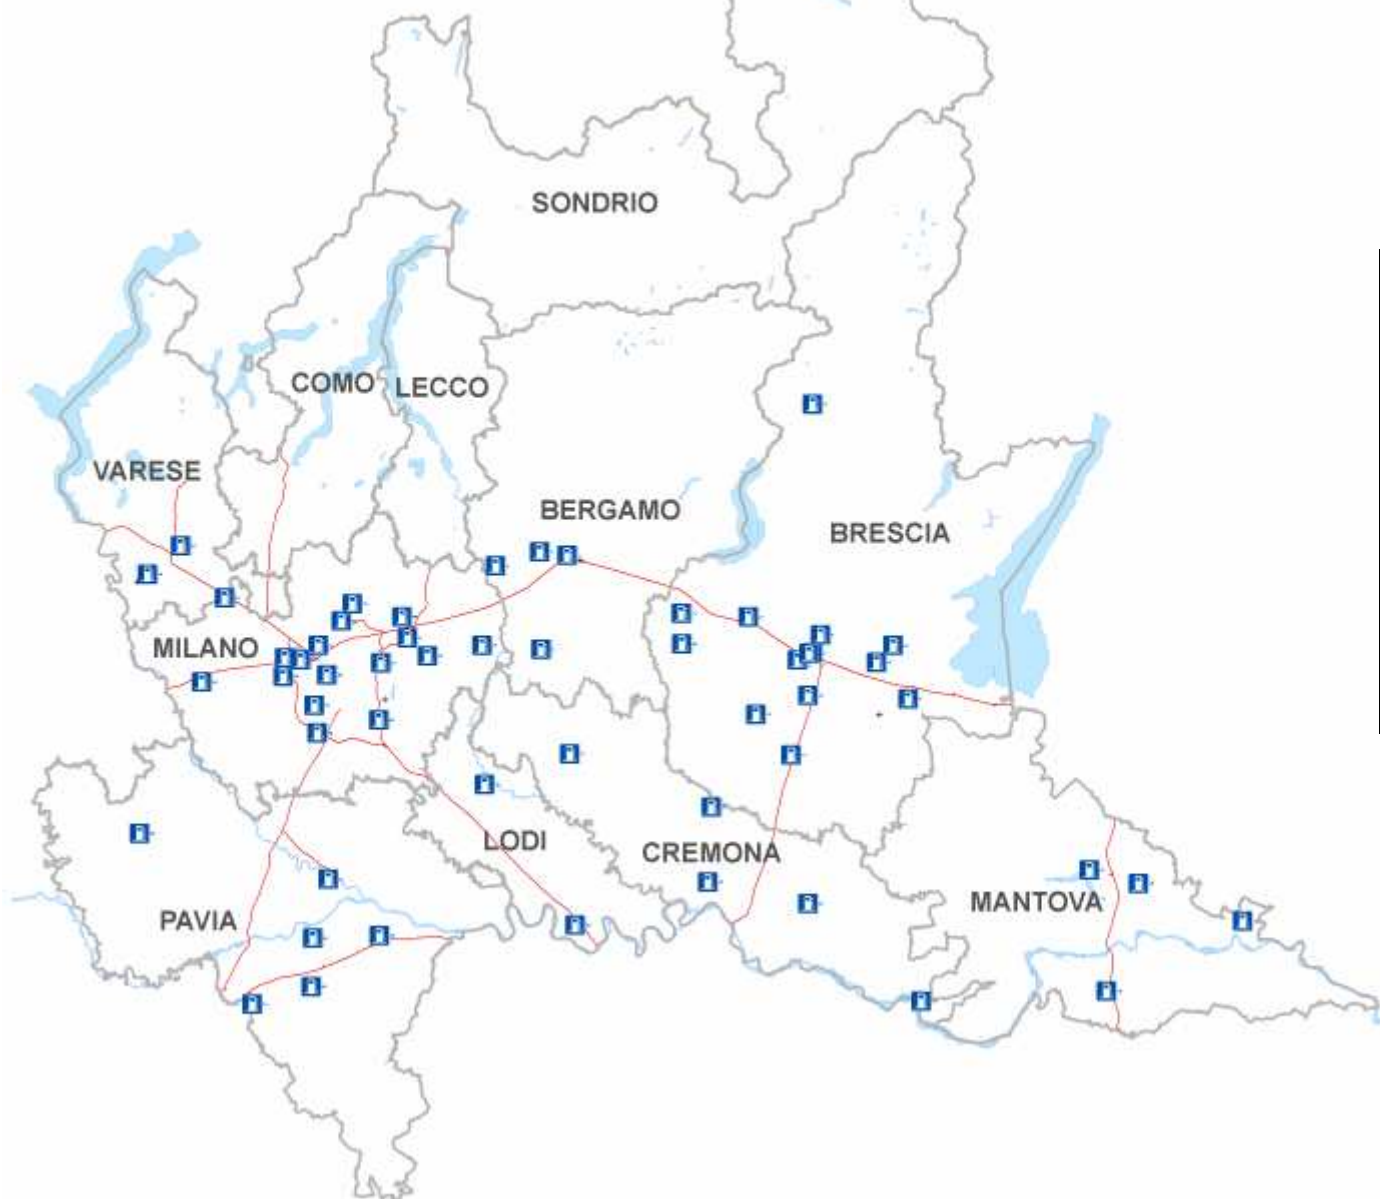 SONDRIO
COMO
LECCO
VARESE
BERGAMO
BRESCIA
MILANO
LODI
CREMONA
MANTOVA
PAVIA